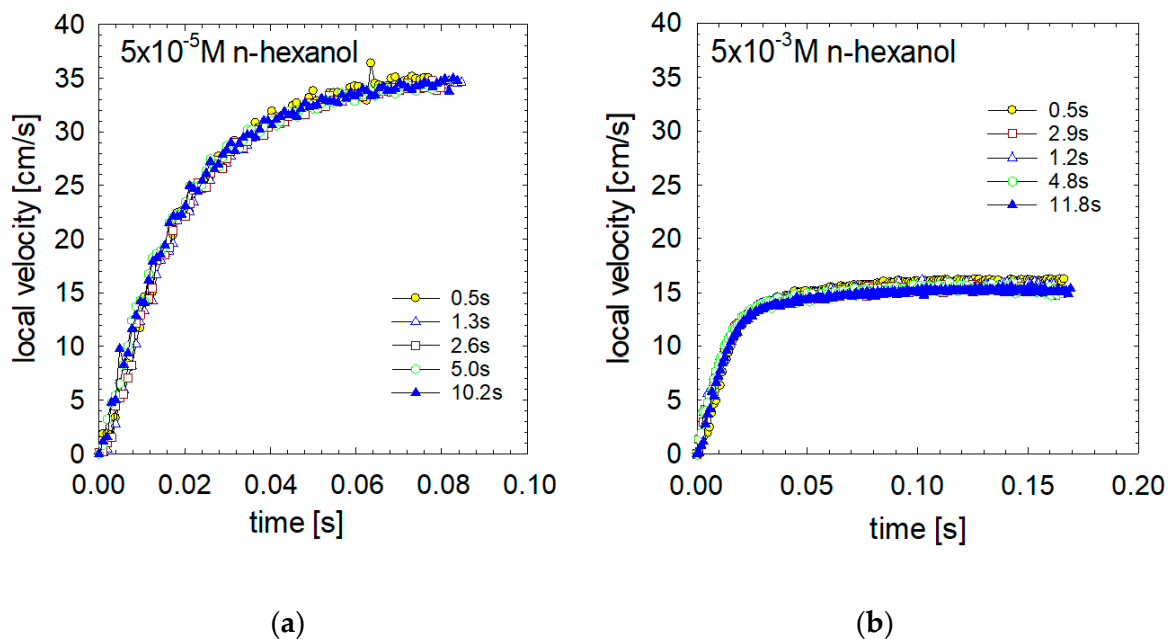 5x10⁻⁵M n-hexanol
local velocity [cm/s]
40
35
30
25
20
15
10
5
0
0.5s
1.3s
2.6s
5.0s
10.2s
0.00 0.02 0.04 0.06 0.08 0.10
time [s]
(a)
5x10⁻³M n-hexanol
local velocity [cm/s]
40
35
30
25
20
15
10
5
0
0.5s
2.9s
1.2s
4.8s
11.8s
0.00 0.05 0.10 0.15 0.20
time [s]
(b)